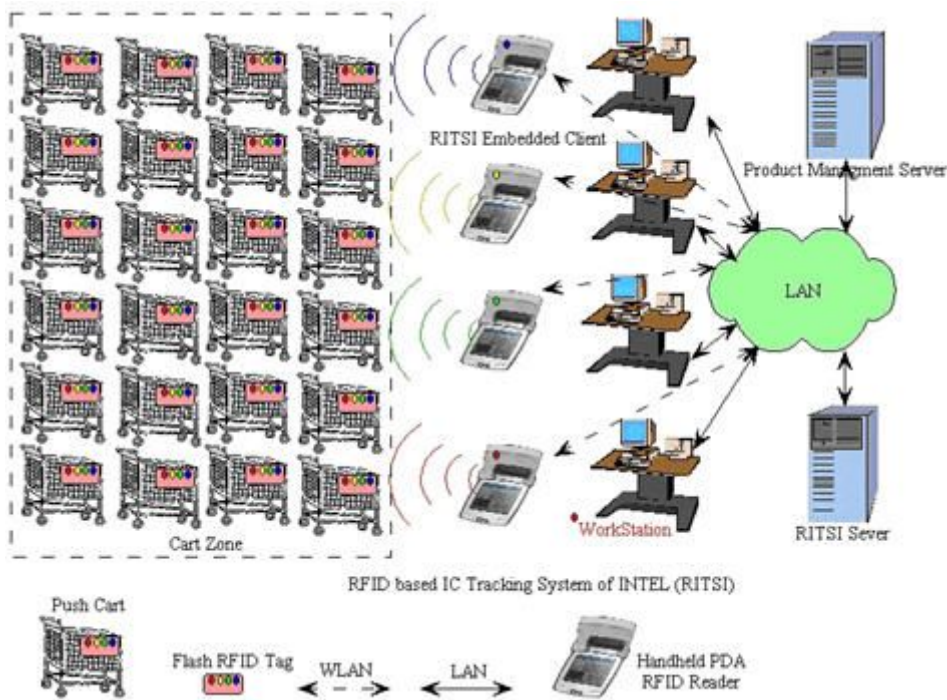 RITSI Embedded Client
Product Managment Server
LAN
WorkStation
RITSI Sever
Cart Zone
RFID based IC Tracking System of INTEL (RITSI)
Push Cart
Flash RFID Tag
WLAN
LAN
Handheld PDA
RFID Reader